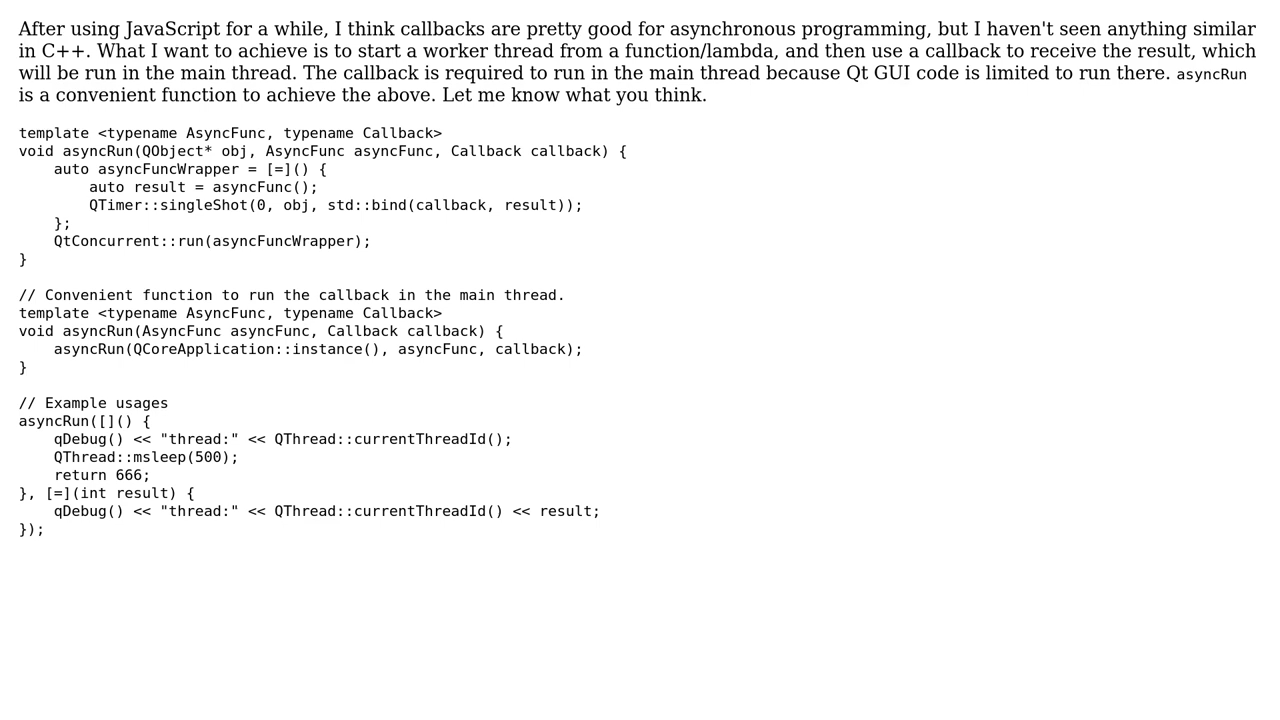 After using JavaScript for a while, I think callbacks are pretty good for asynchronous programming, but I haven't seen anything similar
in C++. What I want to achieve is to start a worker thread from a function/lambda, and then use a callback to receive the result, which
will be run in the main thread. The callback is required to run in the main thread because Qt GUI code is limited to run there. asyncRun
is a convenient function to achieve the above. Let me know what you think.

template <typename AsyncFunc, typename Callback>
void asyncRun(QObject* obj, AsyncFunc asyncFunc, Callback callback) {
    auto asyncFuncWrapper = [=]() {
        auto result = asyncFunc();
        QTimer::singleShot(0, obj, std::bind(callback, result));
    };
    QtConcurrent::run(asyncFuncWrapper);
}

// Convenient function to run the callback in the main thread.
template <typename AsyncFunc, typename Callback>
void asyncRun(AsyncFunc asyncFunc, Callback callback) {
    asyncRun(QCoreApplication::instance(), asyncFunc, callback);
}

// Example usages
asyncRun([]() {
    qDebug() << "thread:" << QThread::currentThreadId();
    QThread::msleep(500);
    return 666;
}, [=](int result) {
    qDebug() << "thread:" << QThread::currentThreadId() << result;
});